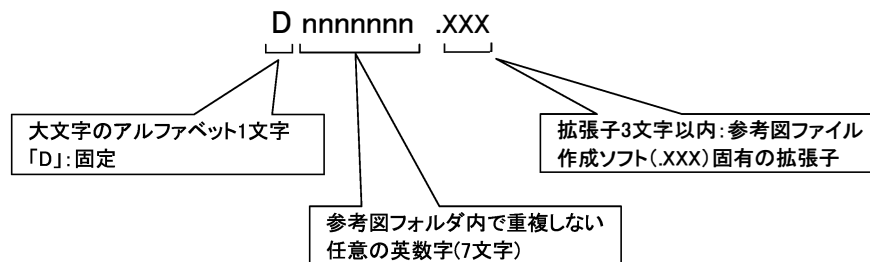 D nnnnnnn .XXX
大文字のアルファベット1文字
「D」:固定
拡張子3文字以内:参考図ファイル
作成ソフト(.XXX)固有の拡張子
参考図フォルダ内で重複しない
任意の英数字(7文字)